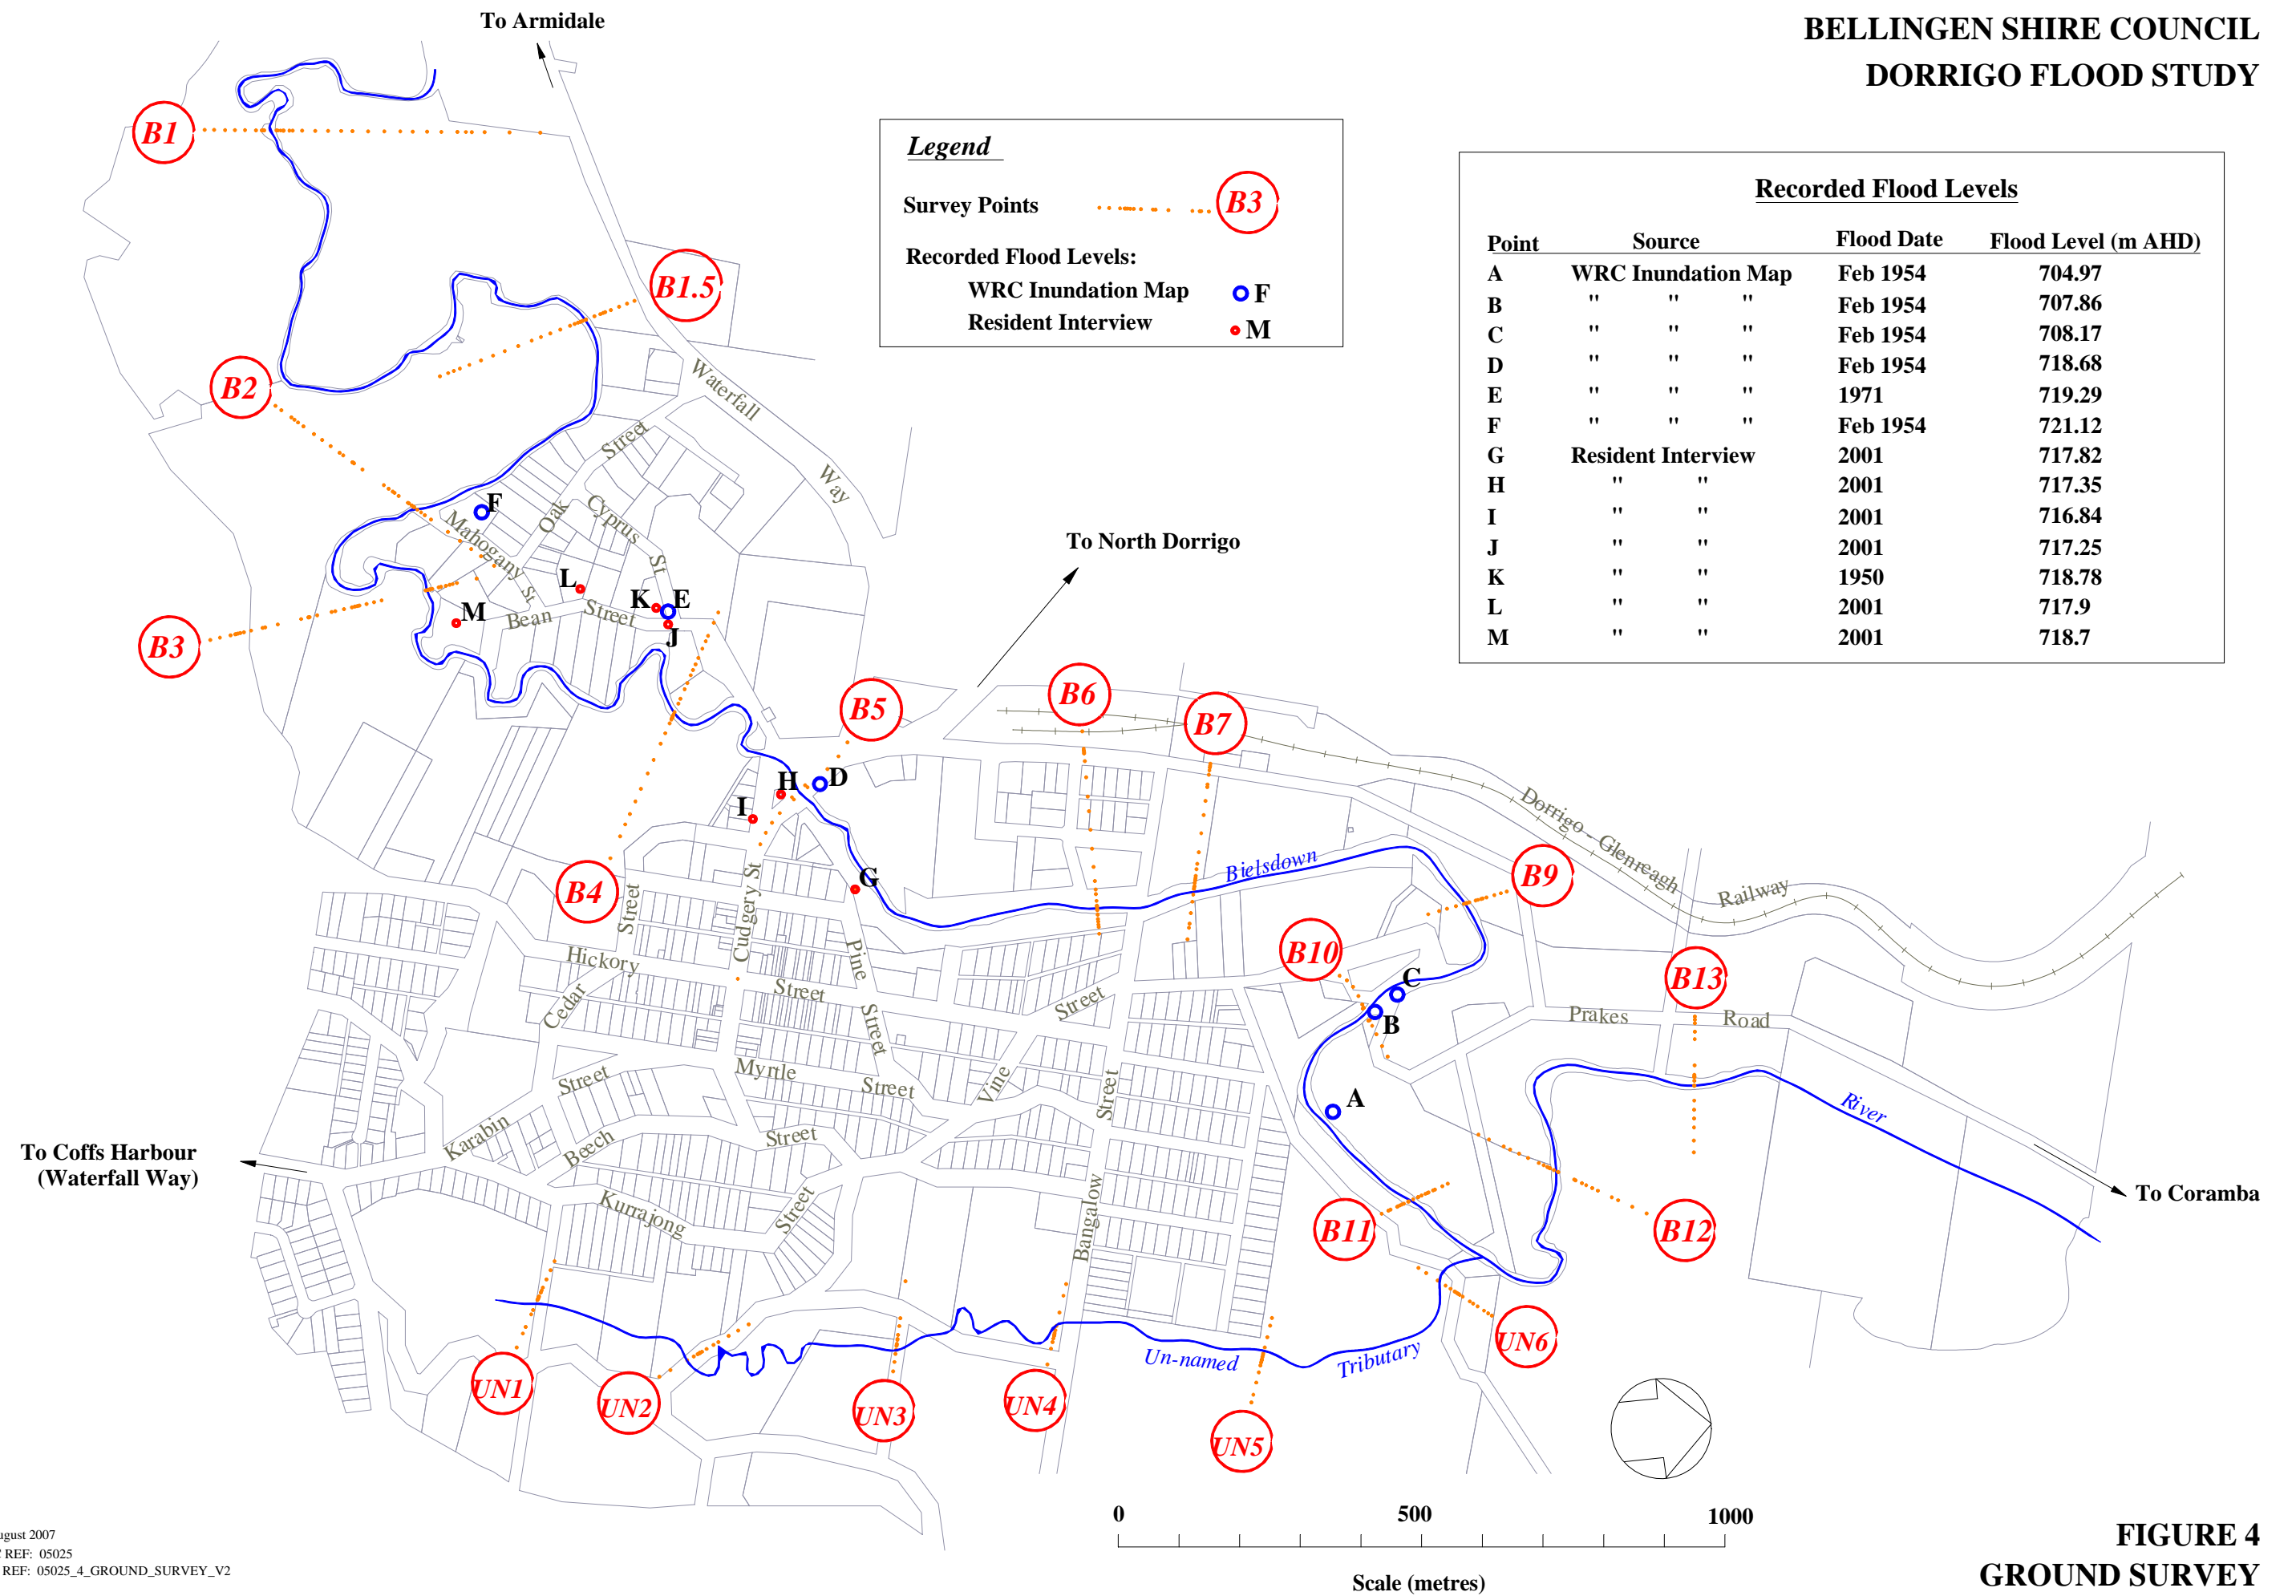 To Armidale
BELLINGEN SHIRE COUNCIL
DORRIGO FLOOD STUDY
Legend
Survey Points
B3
Recorded Flood Levels:
WRC Inundation Map F
Resident Interview M
Recorded Flood Levels
Point Source Flood Date Flood Level (m AHD)
A WRC Inundation Map Feb 1954 704.97
B " " " Feb 1954 707.86
C " " " Feb 1954 708.17
D " " " Feb 1954 718.68
E " " " 1971 719.29
F " " " Feb 1954 721.12
G Resident Interview 2001 717.82
H " " 2001 717.35
I " " 2001 716.84
J " " 2001 717.25
K " " 1950 718.78
L " " 2001 717.9
M " " 2001 718.7
B1
B1.5
B2
Waterfall
Way
Street
Oak
Cyprus
St
F
Mahogany
St
L
K
E
J
M
Bean
Street
B3
To North Dorrigo
B5
B6
B7
H
D
I
G
B4
Street
Cudgery St
Bielsdown
Dorrigo - Glenreagh
Railway
B9
B10
B13
C
B
A
Hickory
Street
Cedar
Pine
Street
Street
Prakes
Road
Myrtle
Street
Vine
Street
Karabin
Street
Beech
Street
Kurrajong
Street
Bangalow
River
To Coffs Harbour
(Waterfall Way)
To Coramba
B11
B12
UN1
UN2
UN3
UN4
UN5
UN6
Un-named
Tributary
0 500 1000
Scale (metres)
ugust 2007
REF: 05025
REF: 05025_4_GROUND_SURVEY_V2
FIGURE 4
GROUND SURVEY